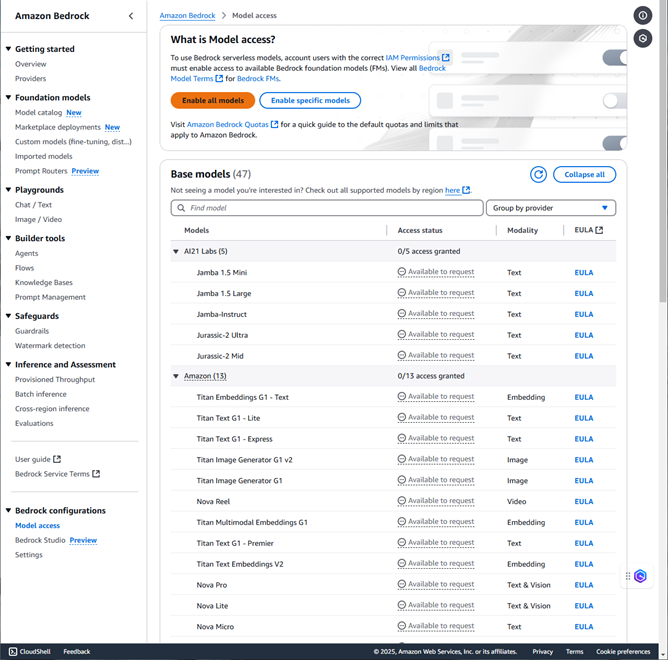 Amazon Bedrock
Getting started
Overview
Providers
Foundation models
Model catalog New
Marketplace deployments New
Custom models (fine-tuning, dist...)
Imported models
Prompt Routers Preview
Playgrounds
Chat / Text
Image / Video
Builder tools
Agents
Flows
Knowledge Bases
Prompt Management
Safeguards
Guardrails
Watermark detection
Inference and Assessment
Provisioned Throughput
Batch inference
Cross-region inference
Evaluations
User guide
Bedrock Service Terms
Bedrock configurations
Model access
Bedrock Studio Preview
Settings
Amazon Bedrock > Model access
What is Model access?
To use Bedrock serverless models, account users with the correct IAM Permissions
must enable access to available Bedrock foundation models (FMs). View all Bedrock
Model Terms for Bedrock FMs.
Enable all models Enable specific models
Visit Amazon Bedrock Quotas for a quick guide to the default quotas and limits that
apply to Amazon Bedrock.
Base models (47)
Collapse all
Not seeing a model you're interested in? Check out all supported models by region here.
Find model Group by provider
Models Access status Modality EULA
AI21 Labs (5) 0/5 access granted
Jamba 1.5 Mini Available to request Text EULA
Jamba 1.5 Large Available to request Text EULA
Jamba-Instruct Available to request Text EULA
Jurassic-2 Ultra Available to request Text EULA
Jurassic-2 Mid Available to request Text EULA
Amazon (13) 0/13 access granted
Titan Embeddings G1 - Text Available to request Embedding EULA
Titan Text G1 - Lite Available to request Text EULA
Titan Text G1 - Express Available to request Text EULA
Titan Image Generator G1 v2 Available to request Image EULA
Titan Image Generator G1 Available to request Image EULA
Nova Reel Available to request Video EULA
Titan Multimodal Embeddings G1 Available to request Embedding EULA
Titan Text G1 - Premier Available to request Text EULA
Titan Text Embeddings V2 Available to request Embedding EULA
Nova Pro Available to request Text & Vision EULA
Nova Lite Available to request Text & Vision EULA
Nova Micro Available to request Text EULA
CloudShell Feedback © 2025, Amazon Web Services, Inc. or its affiliates. Privacy Terms Cookie preferences